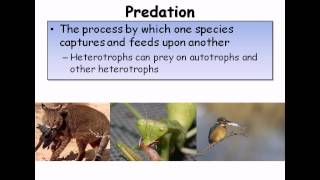 Predation
• The process by which one species
captures and feeds upon another
– Heterotrophs can prey on autotrophs and
other heterotrophs